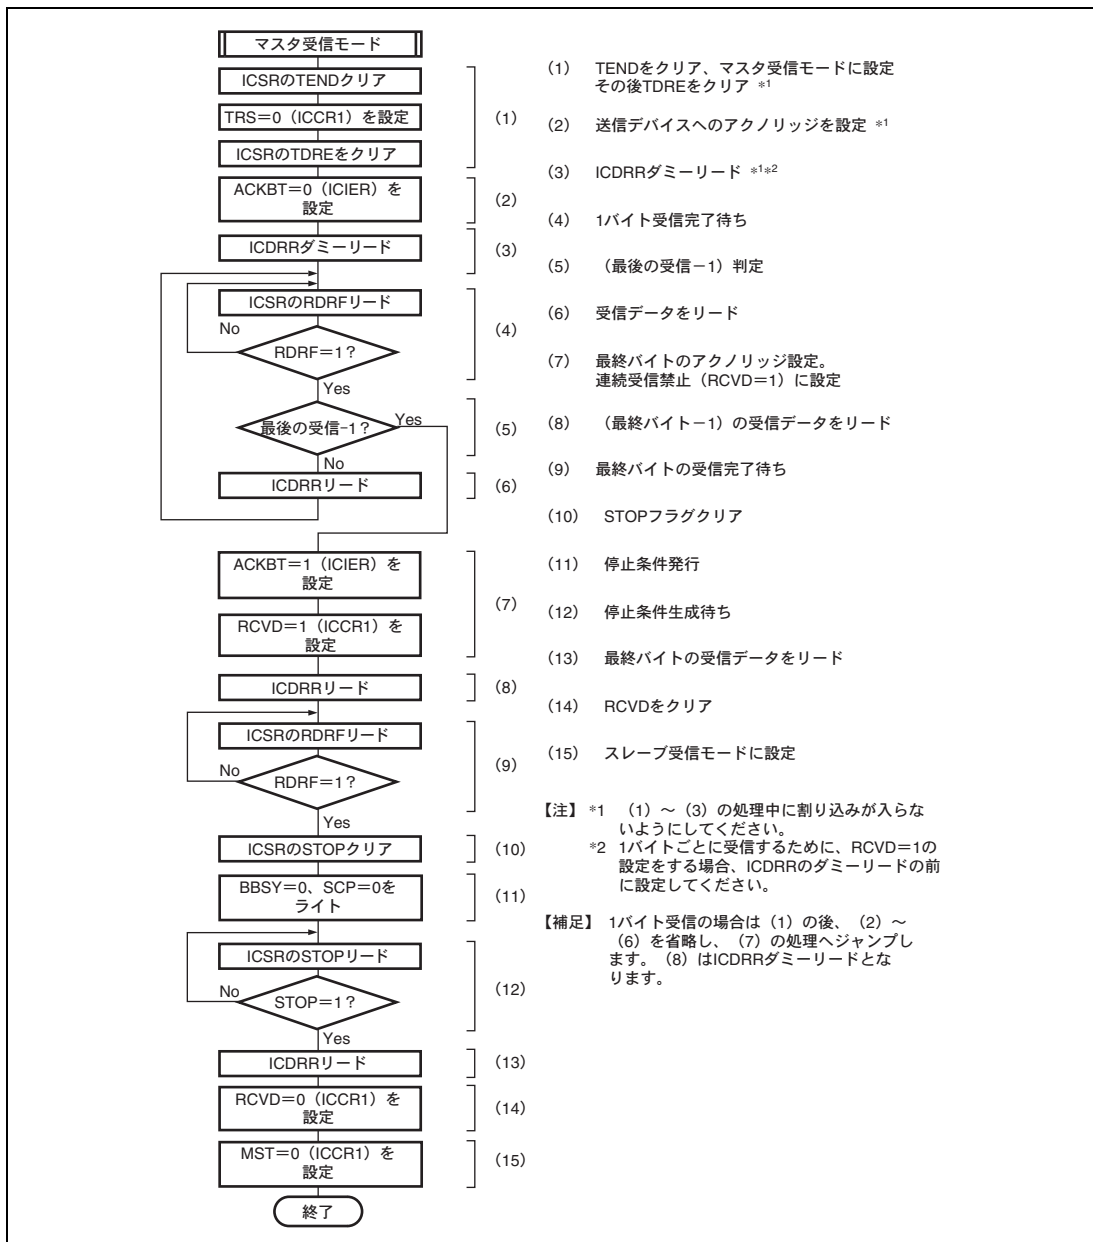 マスタ受信モード
ICSRのTENDクリア
TRS=0（ICCR1）を設定
ICSRのTDREをクリア
(1)
ACKBT=0（ICIER）を
設定
(2)
ICDRRダミーリード
(3)
ICSRのRDRFリード
No
RDRF=1？
(4)
Yes
最後の受信-1？
Yes
(5)
No
ICDRRリード
(6)
ACKBT=1（ICIER）を
設定
(7)
RCVD=1（ICCR1）を
設定
ICDRRリード
(8)
ICSRのRDRFリード
No
RDRF=1？
(9)
Yes
ICSRのSTOPクリア
(10)
BBSY=0、SCP=0を
ライト
(11)
ICSRのSTOPリード
No
STOP=1？
(12)
Yes
ICDRRリード
(13)
RCVD=0（ICCR1）を
設定
(14)
MST=0（ICCR1）を
設定
(15)
終了
(1) TENDをクリア、マスタ受信モードに設定
その後TDREをクリア *1
(2) 送信デバイスへのアクノリッジを設定 *1
(3) ICDRRダミーリード *1*2
(4) 1バイト受信完了待ち
(5) （最後の受信－1）判定
(6) 受信データをリード
(7) 最終バイトのアクノリッジ設定。
連続受信禁止（RCVD=1）に設定
(8) （最終バイト－1）の受信データをリード
(9) 最終バイトの受信完了待ち
(10) STOPフラグクリア
(11) 停止条件発行
(12) 停止条件生成待ち
(13) 最終バイトの受信データをリード
(14) RCVDをクリア
(15) スレーブ受信モードに設定
【注】 *1 （1）～（3）の処理中に割り込みが入らな
いようにしてください。
*2 1バイトごとに受信するために、RCVD=1の
設定をする場合、ICDRRのダミーリードの前
に設定してください。
【補足】 1バイト受信の場合は（1）の後、（2）～
（6）を省略し、（7）の処理へジャンプし
ます。（8）はICDRRダミーリードとな
ります。